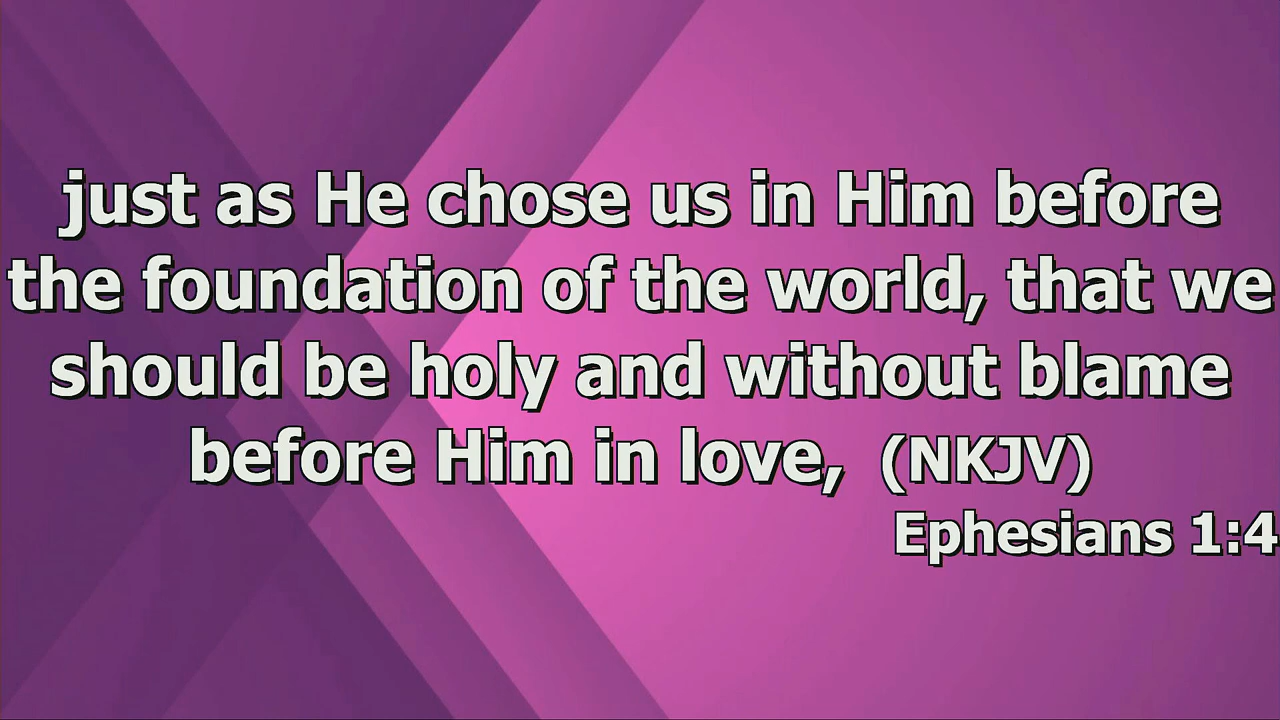 just as He chose us in Him before
the foundation of the world, that we
should be holy and without blame
before Him in love, (NKJV)
Ephesians 1:4